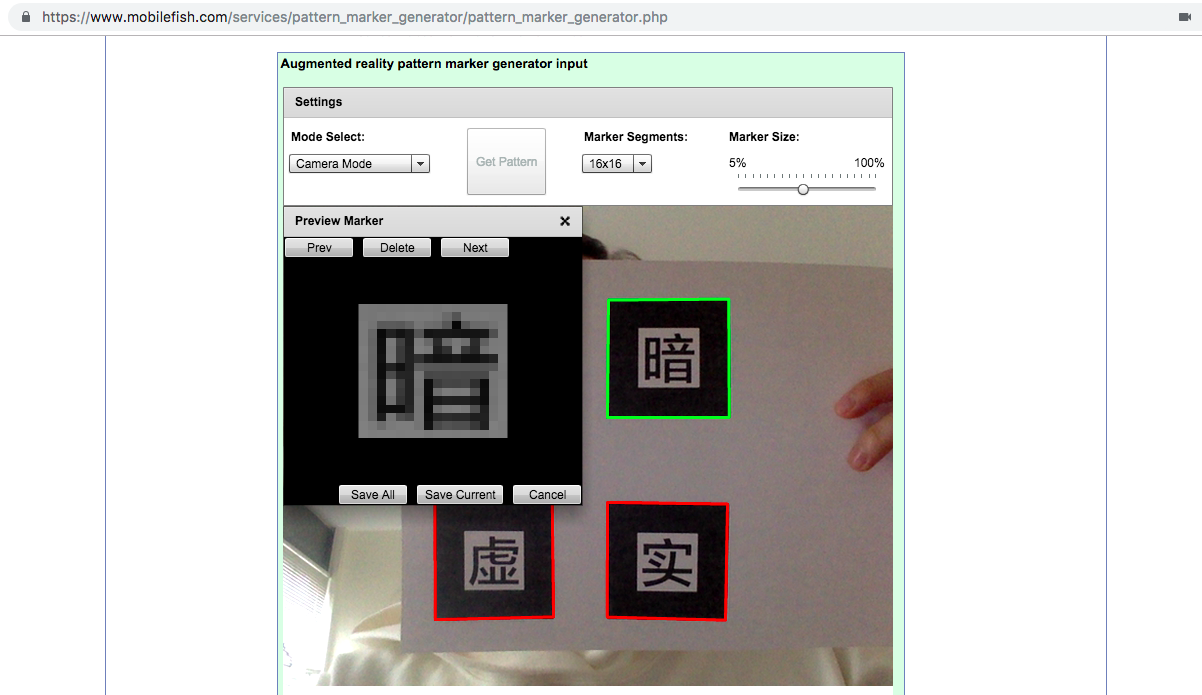 https://www.mobilefish.com/services/pattern_marker_generator/pattern_marker_generator.php
Augmented reality pattern marker generator input
Settings
Mode Select:
Camera Mode
Get Pattern
Marker Segments:
16x16
Marker Size:
5% 100%
Preview Marker
Prev Delete Next
暗
暗
Save All Save Current Cancel
虚 实